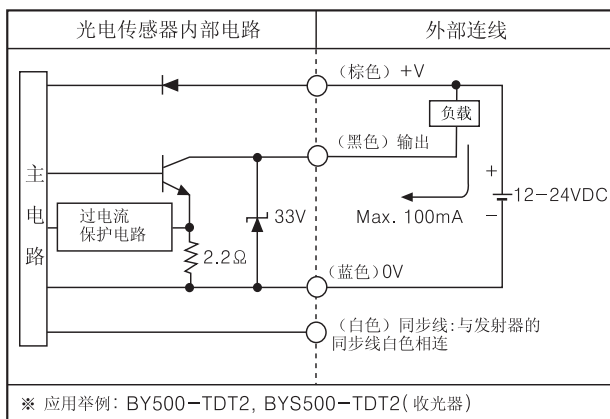 光电传感器内部电路
外部连线
(棕色) +V
负载
(黑色) 输出
主电路
过电流
保护电路
33V
2.2Ω
Max. 100mA
+
12-24VDC
-
(蓝色)0V
(白色) 同步线:与发射器的
同步线白色相连
※ 应用举例: BY500-TDT2, BYS500-TDT2(收光器)